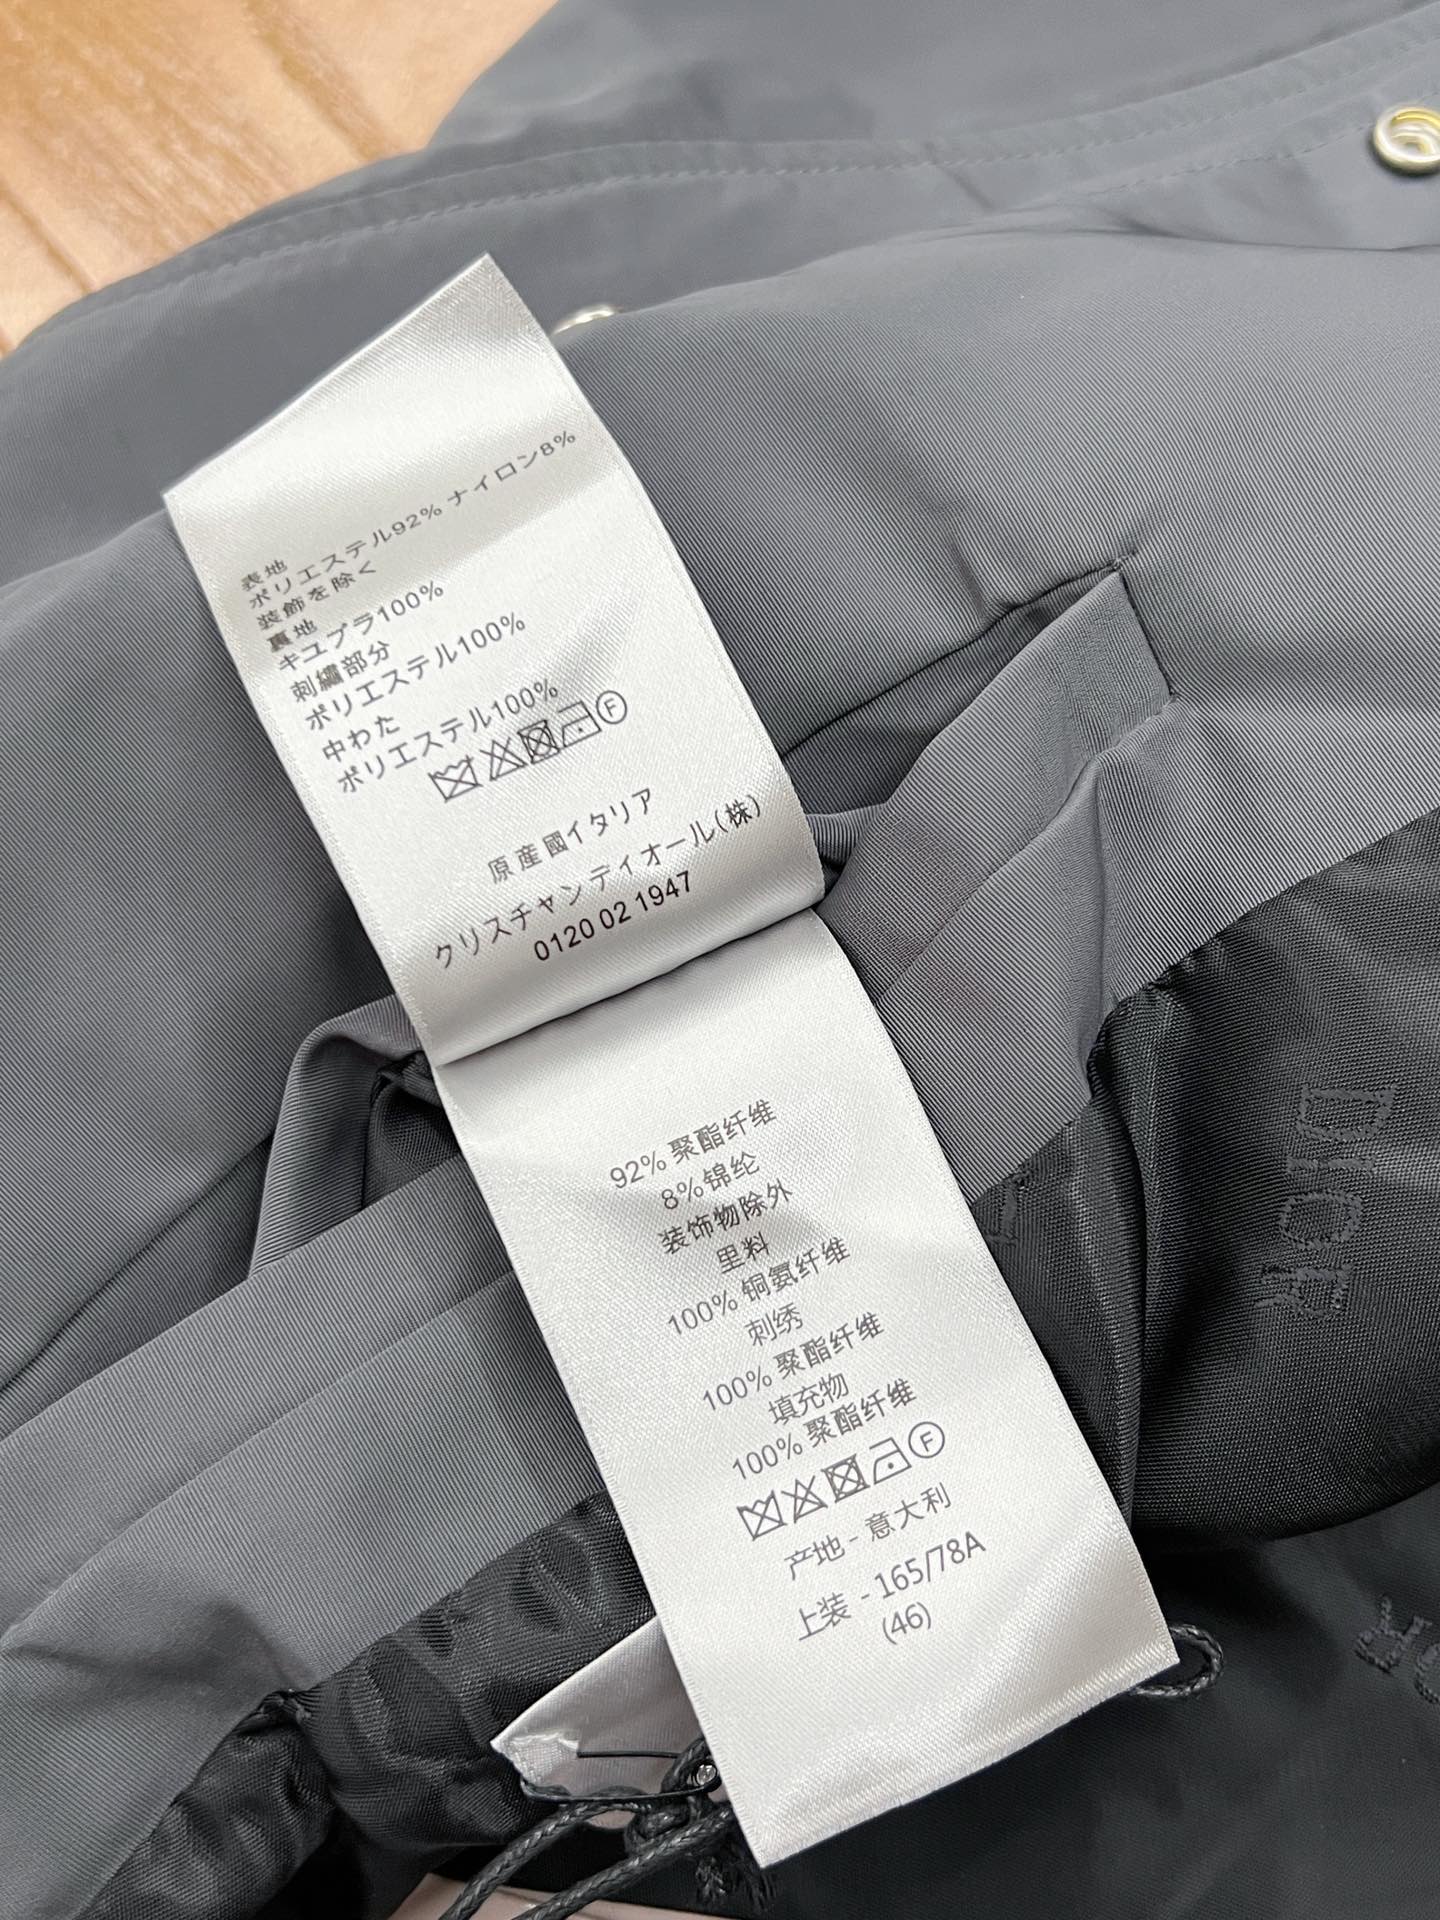 表地
ポリエステル92% ナイロン8%
装飾を除く
裏地
キュプラ100%
刺繡部分
ポリエステル100%
中わた
ポリエステル100%
F
原産國イタリア
クリスチャンディオール(株)
0120 02 1947
92% 聚酯纤维
8%锦纶
装饰物除外
里料
100% 铜氨纤维
刺绣
100% 聚酯纤维
填充物
100% 聚酯纤维
F
产地 - 意大利
上装 - 165/78A
(46)
DIOR